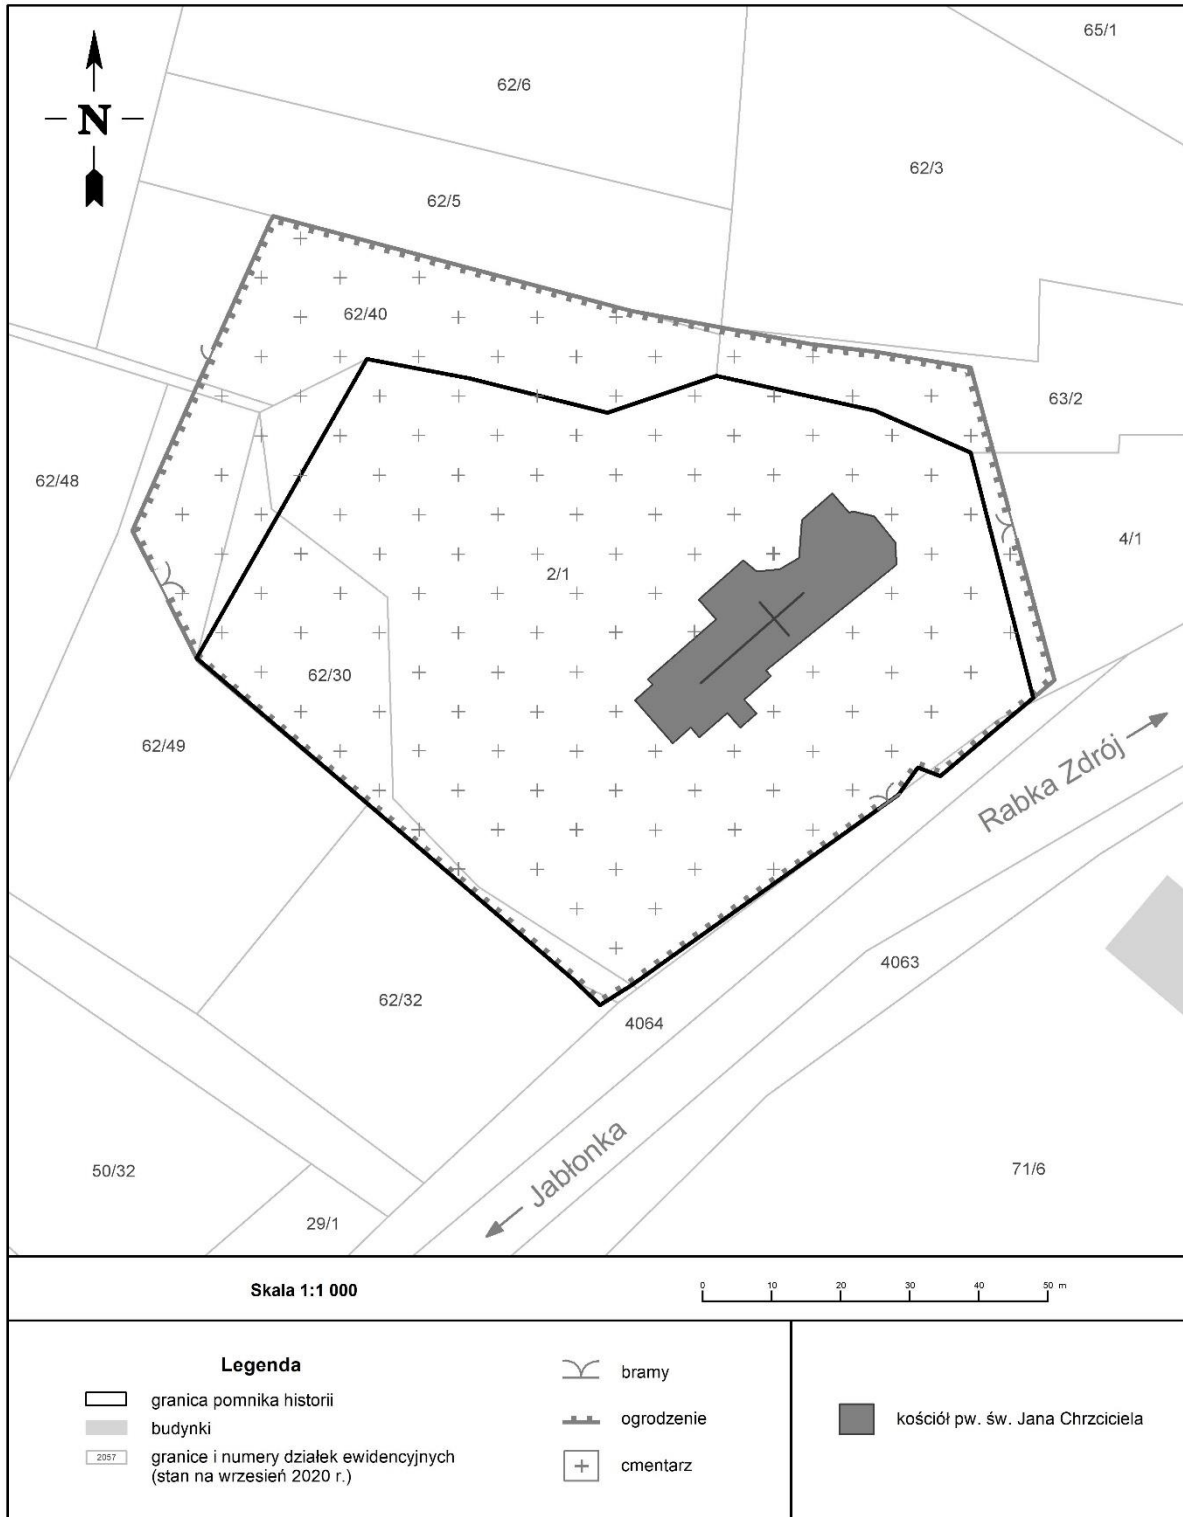 65/1
N
62/6
62/3
62/5
62/40
63/2
62/48
4/1
2/1
62/30
62/49
Rabka Zdrój
4063
62/32
4064
Jabłonka
50/32
71/6
29/1
Skala 1:1 000
0 10 20 30 40 50 m
Legenda
granica pomnika historii
budynki
2057
granice i numery działek ewidencyjnych
(stan na wrzesień 2020 r.)
bramy
ogrodzenie
cmentarz
kościół pw. św. Jana Chrzciciela